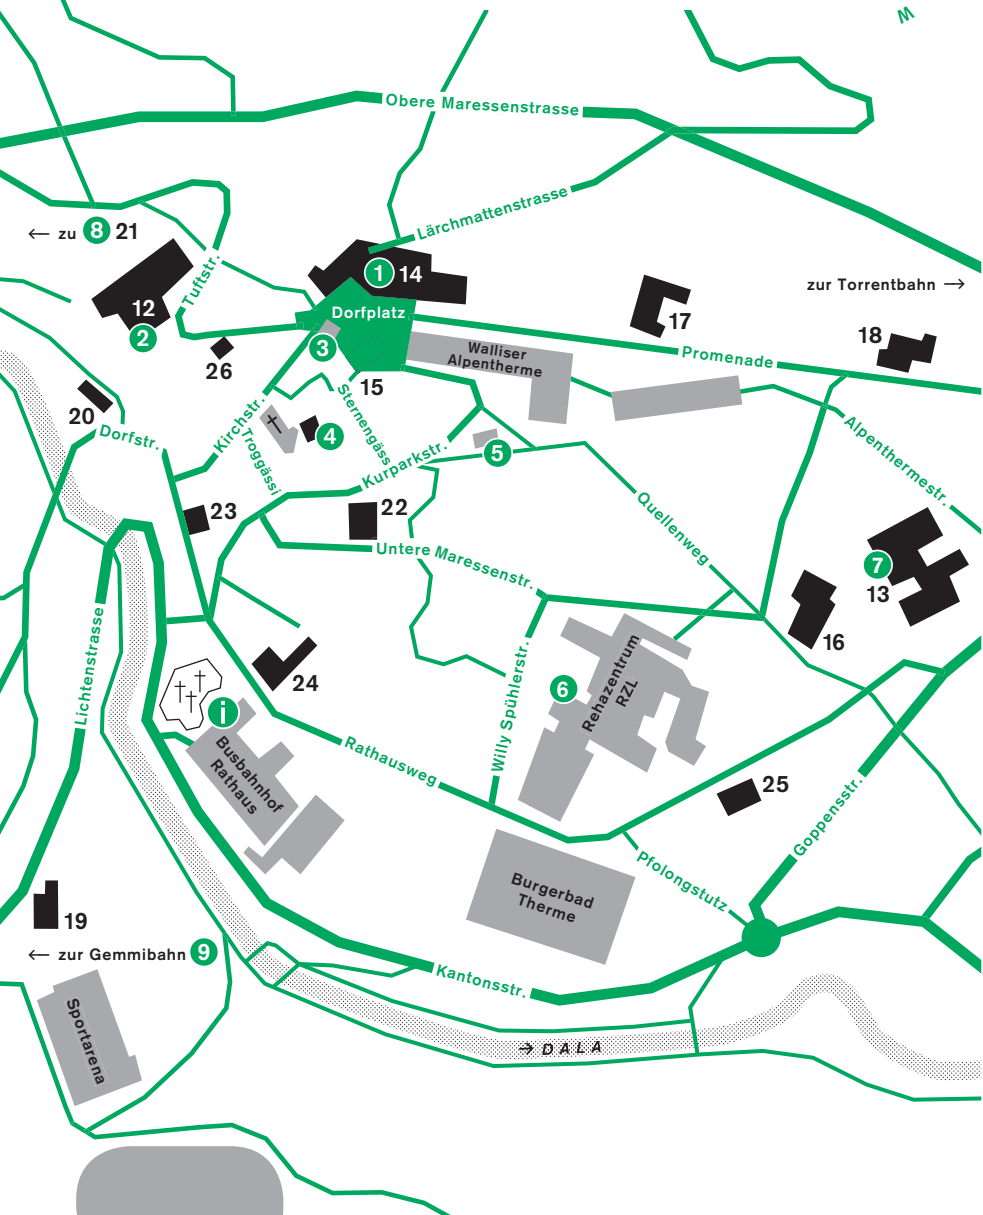 W
Obere Maressenstrasse
Lärchmattenstrasse
← zu 8 21
Tuftstr.
1 14
zur Torrentbahn →
12
2
Dorfplatz
17
3
26
Walliser
Alpentherme
Promenade
18
15
20
Dorfstr.
Kirchstr.
Troggässi
4
Sternengäss
Kurparkstr.
5
Alpenthermestr.
23
22
Quellenweg
Untere Maressenstr.
7
13
16
Lichtenstrasse
24
Willy Spühlerstr.
6
Rehazentrum
RZL
i
Busbahnhof
Rathaus
Rathausweg
25
Goppensstr.
Pfolongstutz
Burgerbad
Therme
19
← zur Gemmibahn 9
Kantonsstr.
Sportarena
→ DALA